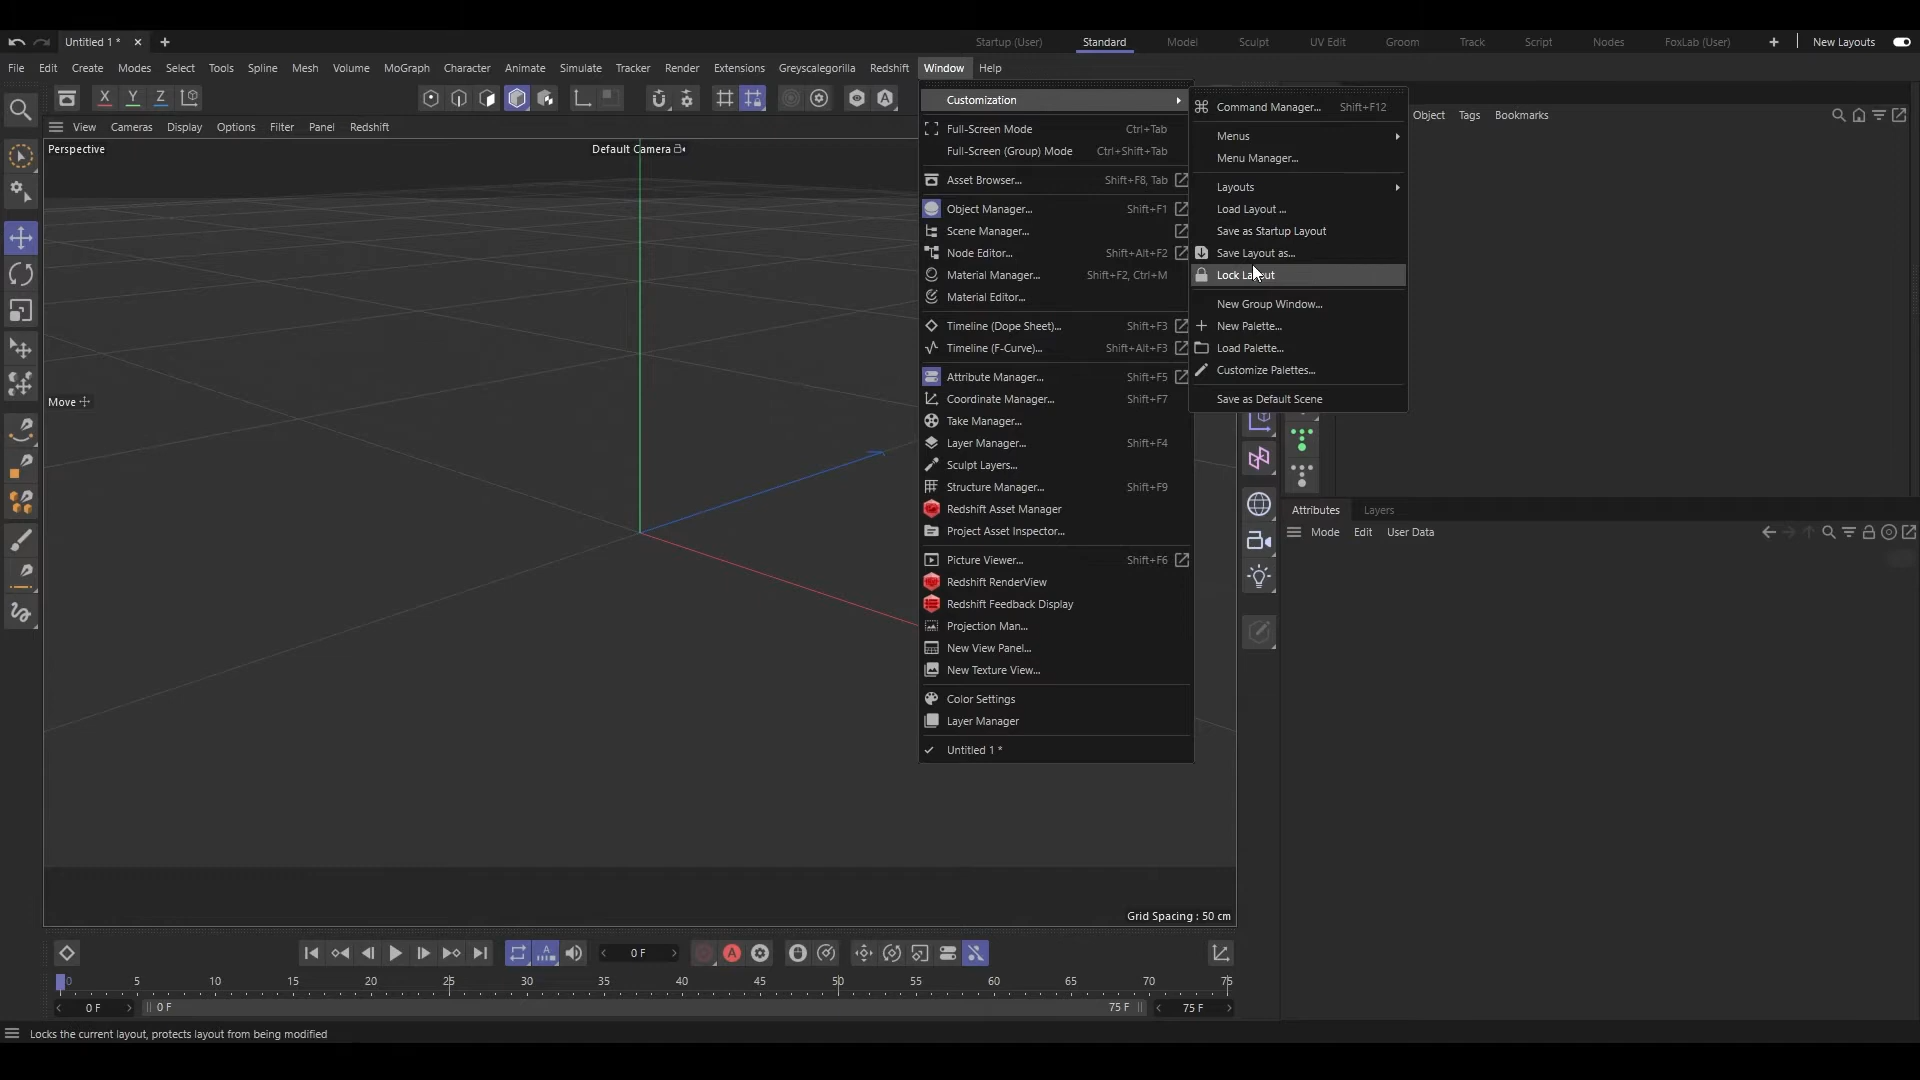 Untitled 1 *
Startup (User) Standard Model Sculpt UV Edit Groom Track Script Nodes FoxLab (User) New Layouts
File Edit Create Modes Select Tools Spline Mesh Volume MoGraph Character Animate Simulate Tracker Render Extensions Greyscalegorilla Redshift Window Help
X Y Z
View Cameras Display Options Filter Panel Redshift
Perspective
Default Camera
Move
Grid Spacing : 50 cm
Customization
Full-Screen Mode Ctrl+Tab
Full-Screen (Group) Mode Ctrl+Shift+Tab
Asset Browser... Shift+F8, Tab
Object Manager... Shift+F1
Scene Manager...
Node Editor... Shift+Alt+F2
Material Manager... Shift+F2, Ctrl+M
Material Editor...
Timeline (Dope Sheet)... Shift+F3
Timeline (F-Curve)... Shift+Alt+F3
Attribute Manager... Shift+F5
Coordinate Manager... Shift+F7
Take Manager...
Layer Manager... Shift+F4
Sculpt Layers...
Structure Manager... Shift+F9
Redshift Asset Manager
Project Asset Inspector...
Picture Viewer... Shift+F6
Redshift RenderView
Redshift Feedback Display
Projection Man...
New View Panel...
New Texture View...
Color Settings
Layer Manager
Untitled 1 *
Command Manager... Shift+F12
Menus
Menu Manager...
Layouts
Load Layout ...
Save as Startup Layout
Save Layout as...
Lock Layout
New Group Window...
New Palette...
Load Palette...
Customize Palettes...
Save as Default Scene
Object Tags Bookmarks
Attributes Layers
Mode Edit User Data
0 F
0 5 10 15 20 25 30 35 40 45 50 55 60 65 70 75
0 F 0 F 75 F 75 F
Locks the current layout, protects layout from being modified